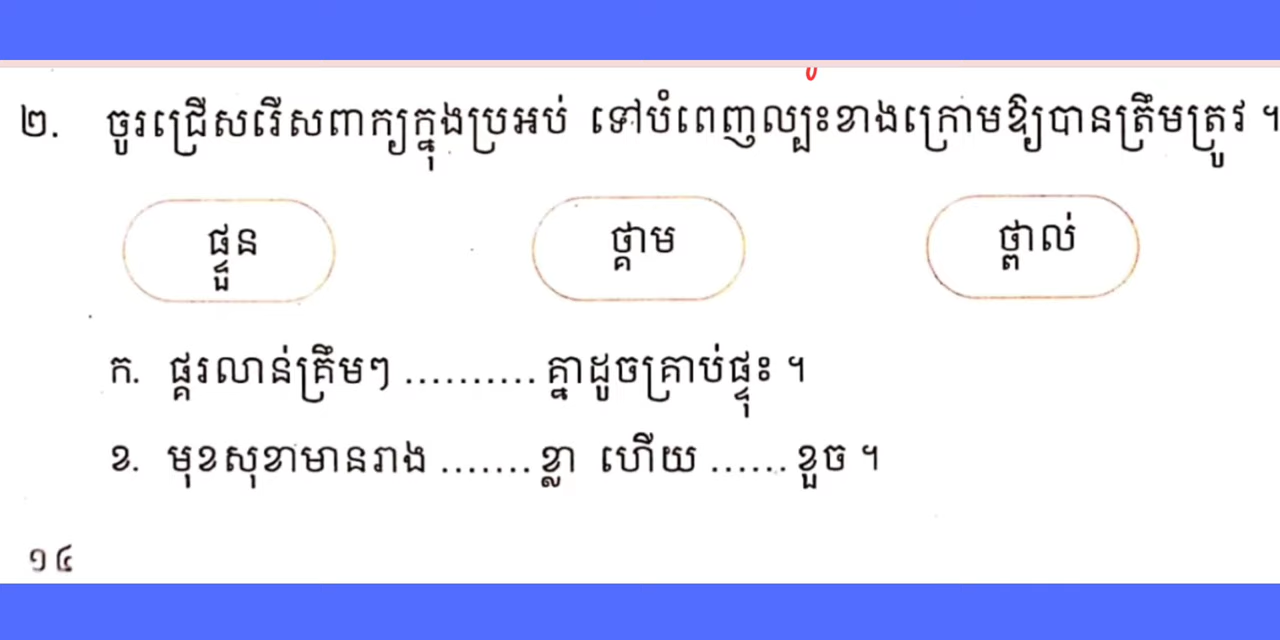 ២. ចូរជ្រើសរើសពាក្យក្នុងប្រអប់ ទៅបំពេញល្បះខាងក្រោមឱ្យបានត្រឹមត្រូវ ។
ផ្ទួន ថ្គាម ថ្ពាល់
ក. ផ្គរលាន់គ្រឹមៗ .......... គ្នាដូចគ្រាប់ផ្ទុះ ។
ខ. មុខសុខាមានរាង ....... ខ្លា ហើយ ...... ខួច ។
១៤